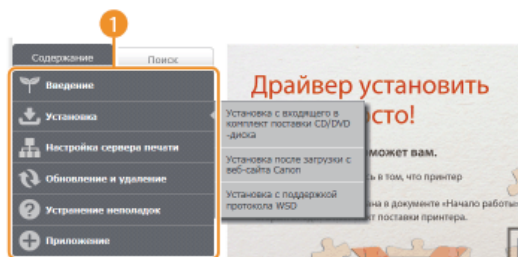 1
Содержание
Поиск
Введение
Установка
Настройка сервера печати
Обновление и удаление
Устранение неполадок
Приложение
Установка с входящего в
комплект поставки CD/DVD
-диска
Установка после загрузки с
веб-сайта Canon
Установка с поддержкой
протокола WSD
Драйвер установить
сто!
может вам.
сь в том, что принтер
ана в документе «Начало работы»
кт поставки принтера.